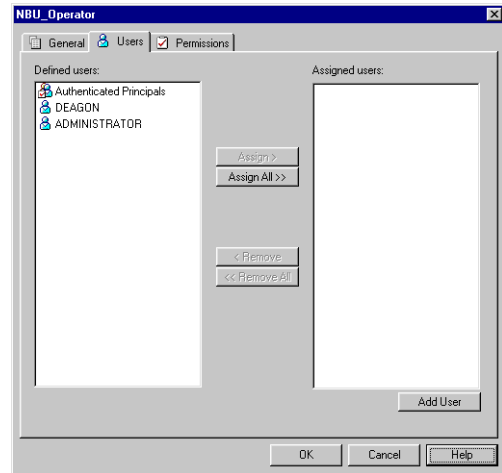 NBU_Operator
General
Users
Permissions
Defined users:
Assigned users:
Authenticated Principals
DEAGON
ADMINISTRATOR
Assign >
Assign All >>
< Remove
<< Remove All
Add User
OK
Cancel
Help